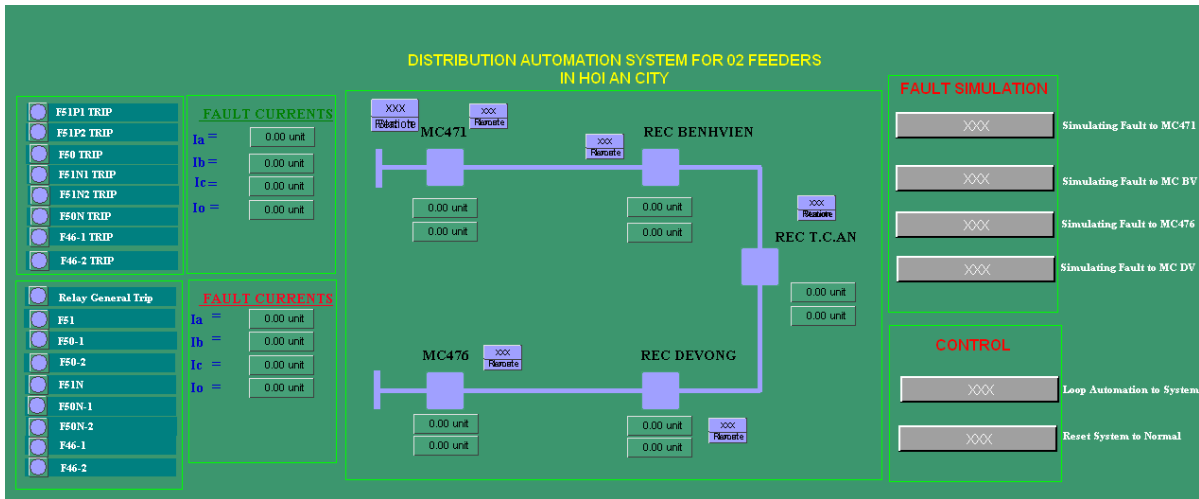 DISTRIBUTION AUTOMATION SYSTEM FOR 02 FEEDERS
IN HOI AN CITY
F51P1 TRIP
F51P2 TRIP
F50 TRIP
F51N1 TRIP
F51N2 TRIP
F50N TRIP
F46-1 TRIP
F46-2 TRIP
FAULT CURRENTS
Ia = 0.00 unit
Ib = 0.00 unit
Ic = 0.00 unit
Io = 0.00 unit
Relay General Trip
F51
F50-1
F50-2
F51N
F50N-1
F50N-2
F46-1
F46-2
FAULT CURRENTS
Ia = 0.00 unit
Ib = 0.00 unit
Ic = 0.00 unit
Io = 0.00 unit
XXX
MC471
XXX
0.00 unit
0.00 unit
XXX
REC BENHVIEN
0.00 unit
0.00 unit
XXX
REC T.C.AN
0.00 unit
0.00 unit
MC476
XXX
0.00 unit
0.00 unit
REC DEVONG
0.00 unit
0.00 unit
XXX
FAULT SIMULATION
XXX Simulating Fault to MC471
XXX Simulating Fault to MC BV
XXX Simulating Fault to MC476
XXX Simulating Fault to MC DV
CONTROL
XXX Loop Automation to System
XXX Reset System to Normal